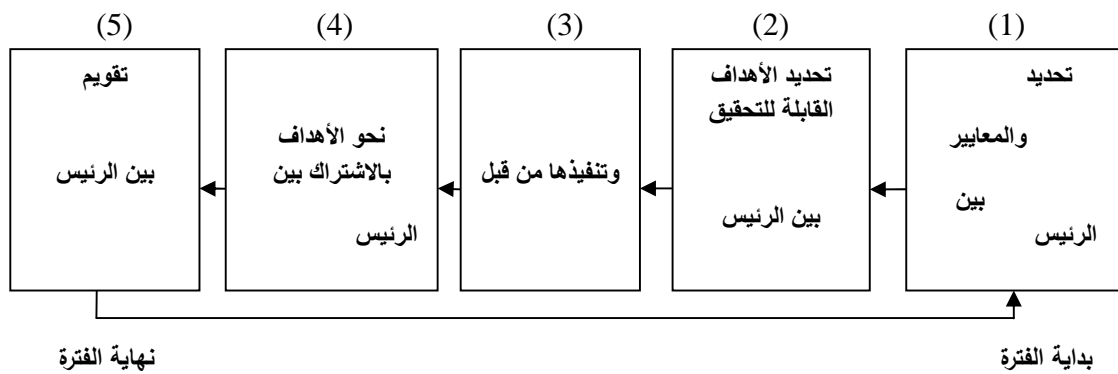 (1)
تحديد
والمعايير
بين
الرئيس
(2)
تحديد الأهداف
القابلة للتحقيق
بين الرئيس
(3)
وتنفيذها من قبل
(4)
نحو الأهداف
بالاشتراك بين
الرئيس
(5)
تقويم
بين الرئيس
بداية الفترة
نهاية الفترة